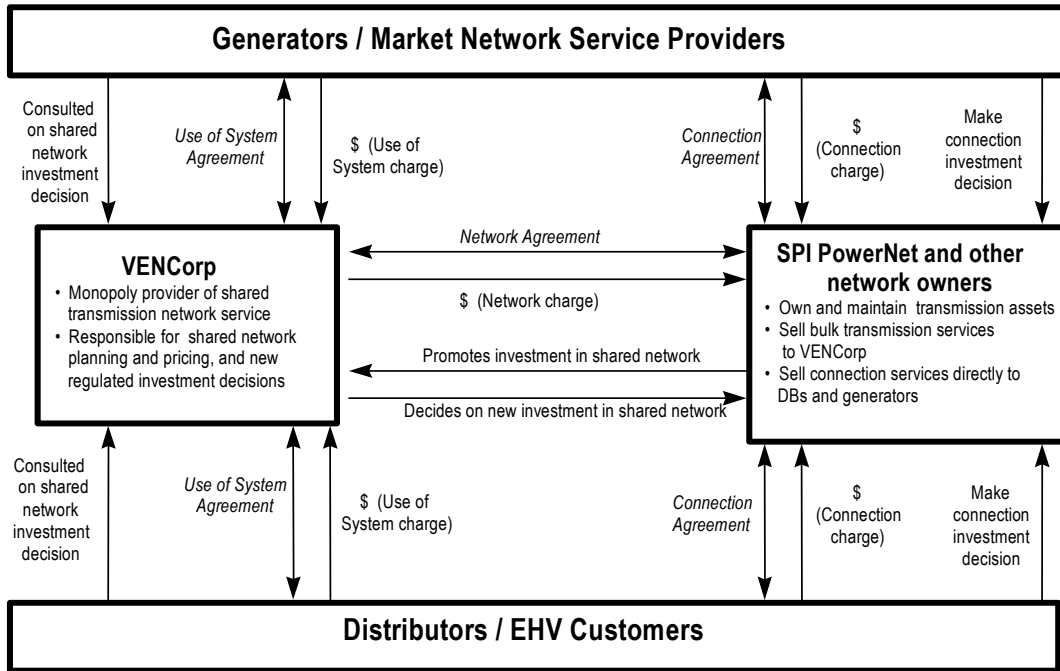 Generators / Market Network Service Providers
Consulted
on shared
network
investment
decision
Use of System
Agreement
$ (Use of
System charge)
Connection
Agreement
$
(Connection
charge)
Make
connection
investment
decision
VENCorp
• Monopoly provider of shared
transmission network service
• Responsible for shared network
planning and pricing, and new
regulated investment decisions
Network Agreement
$ (Network charge)
Promotes investment in shared network
Decides on new investment in shared network
SPI PowerNet and other
network owners
• Own and maintain transmission assets
• Sell bulk transmission services
to VENCorp
• Sell connection services directly to
DBs and generators
Consulted
on shared
network
investment
decision
Use of System
Agreement
$ (Use of
System charge)
Connection
Agreement
$
(Connection
charge)
Make
connection
investment
decision
Distributors / EHV Customers